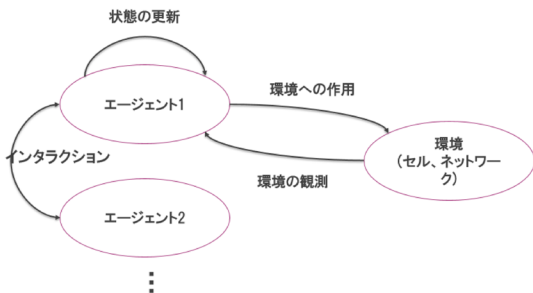 状態の更新
エージェント1
環境への作用
環境
(セル、ネットワー
ク)
インタラクション
環境の観測
エージェント2